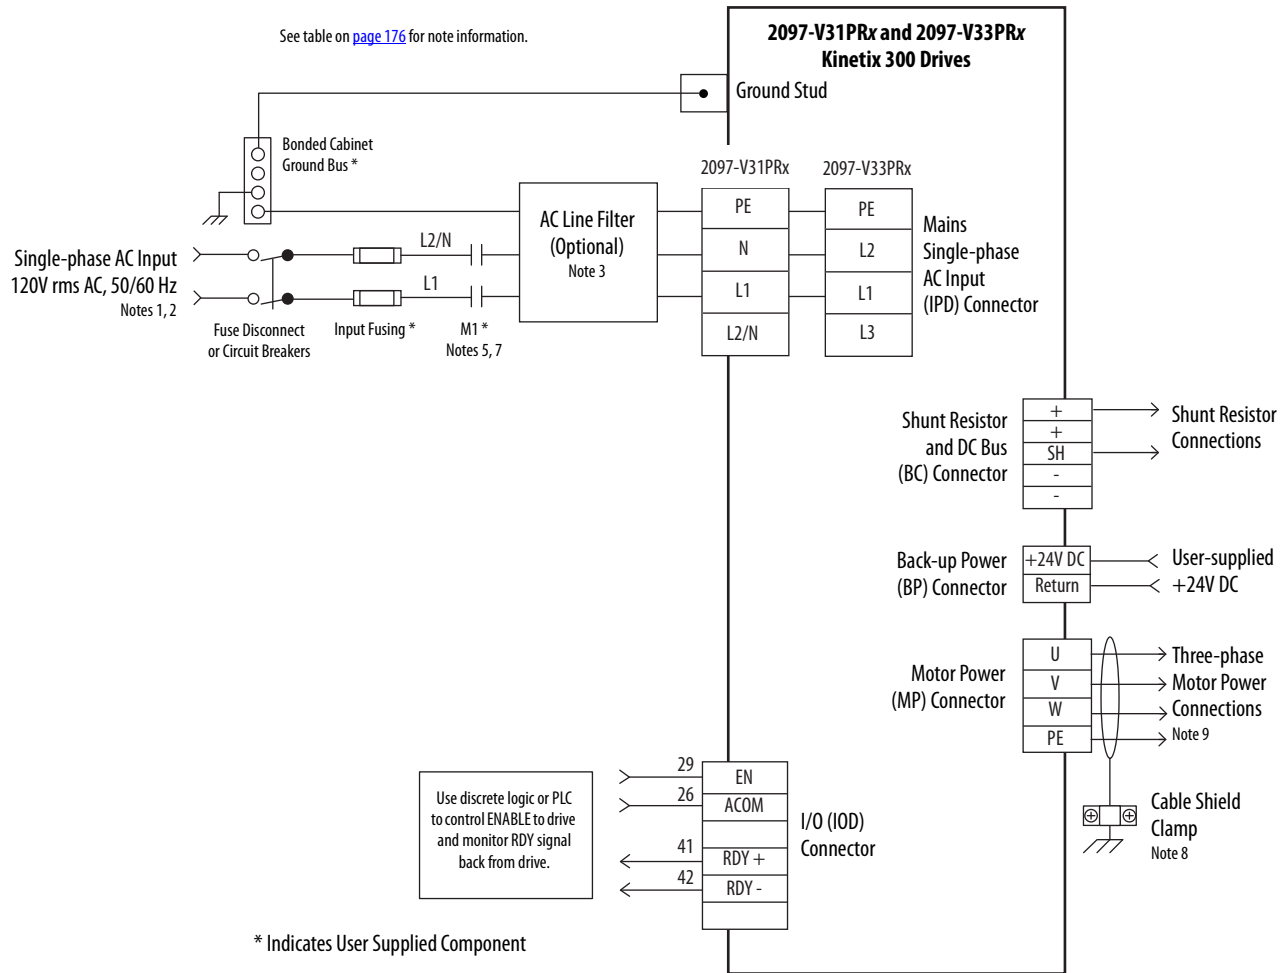 See table on page 176 for note information.
2097-V31PRx and 2097-V33PRx
Kinetix 300 Drives
Ground Stud
Bonded Cabinet
Ground Bus *
2097-V31PRx
2097-V33PRx
PE
N
L1
L2/N
PE
L2
L1
L3
Mains
Single-phase
AC Input
(IPD) Connector
AC Line Filter
(Optional)
Note 3
Single-phase AC Input
120V rms AC, 50/60 Hz
Notes 1, 2
L2/N
L1
Fuse Disconnect
or Circuit Breakers
Input Fusing *
M1 *
Notes 5, 7
Shunt Resistor
and DC Bus
(BC) Connector
+
+
SH
-
-
Shunt Resistor
Connections
Back-up Power
(BP) Connector
+24V DC
Return
User-supplied
+24V DC
Motor Power
(MP) Connector
U
V
W
PE
Three-phase
Motor Power
Connections
Note 9
Cable Shield
Clamp
Note 8
Use discrete logic or PLC
to control ENABLE to drive
and monitor RDY signal
back from drive.
29
26
41
42
EN
ACOM
RDY +
RDY -
I/O (IOD)
Connector
* Indicates User Supplied Component